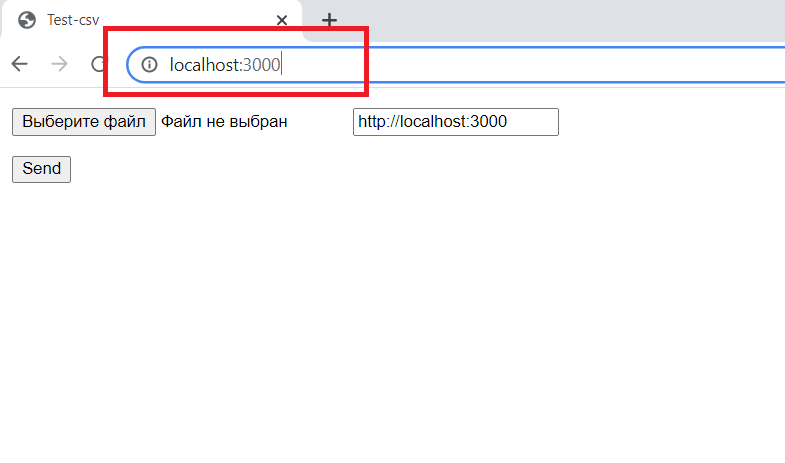 Test-csv
localhost:3000
Выберите файл Файл не выбран http://localhost:3000
Send